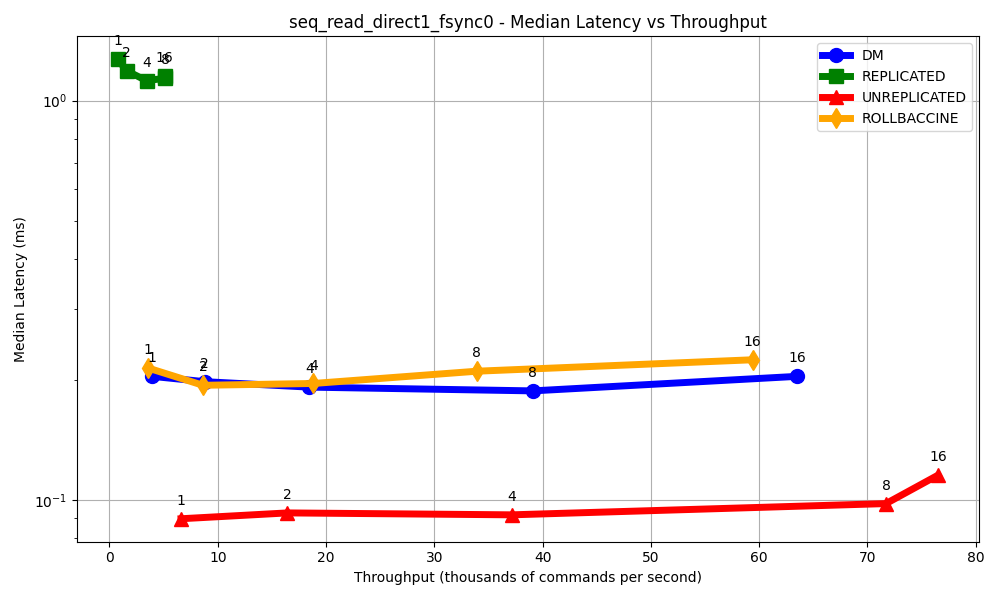 seq_read_direct1_fsync0 - Median Latency vs Throughput
DM
REPLICATED
UNREPLICATED
ROLLBACCINE
1
2
4
16
8
10⁰
10⁻¹
Median Latency (ms)
1
1
2
2
4
4
8
8
16
16
1
2
4
8
16
0 10 20 30 40 50 60 70 80
Throughput (thousands of commands per second)